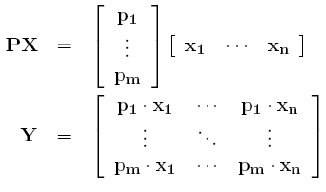 PX = [ p₁ ⋮ pₘ ] [ x₁ ⋯ xₙ ]
Y = [ p₁ · x₁ ⋯ p₁ · xₙ
⋮ ⋱ ⋮
pₘ · x₁ ⋯ pₘ · xₙ ]